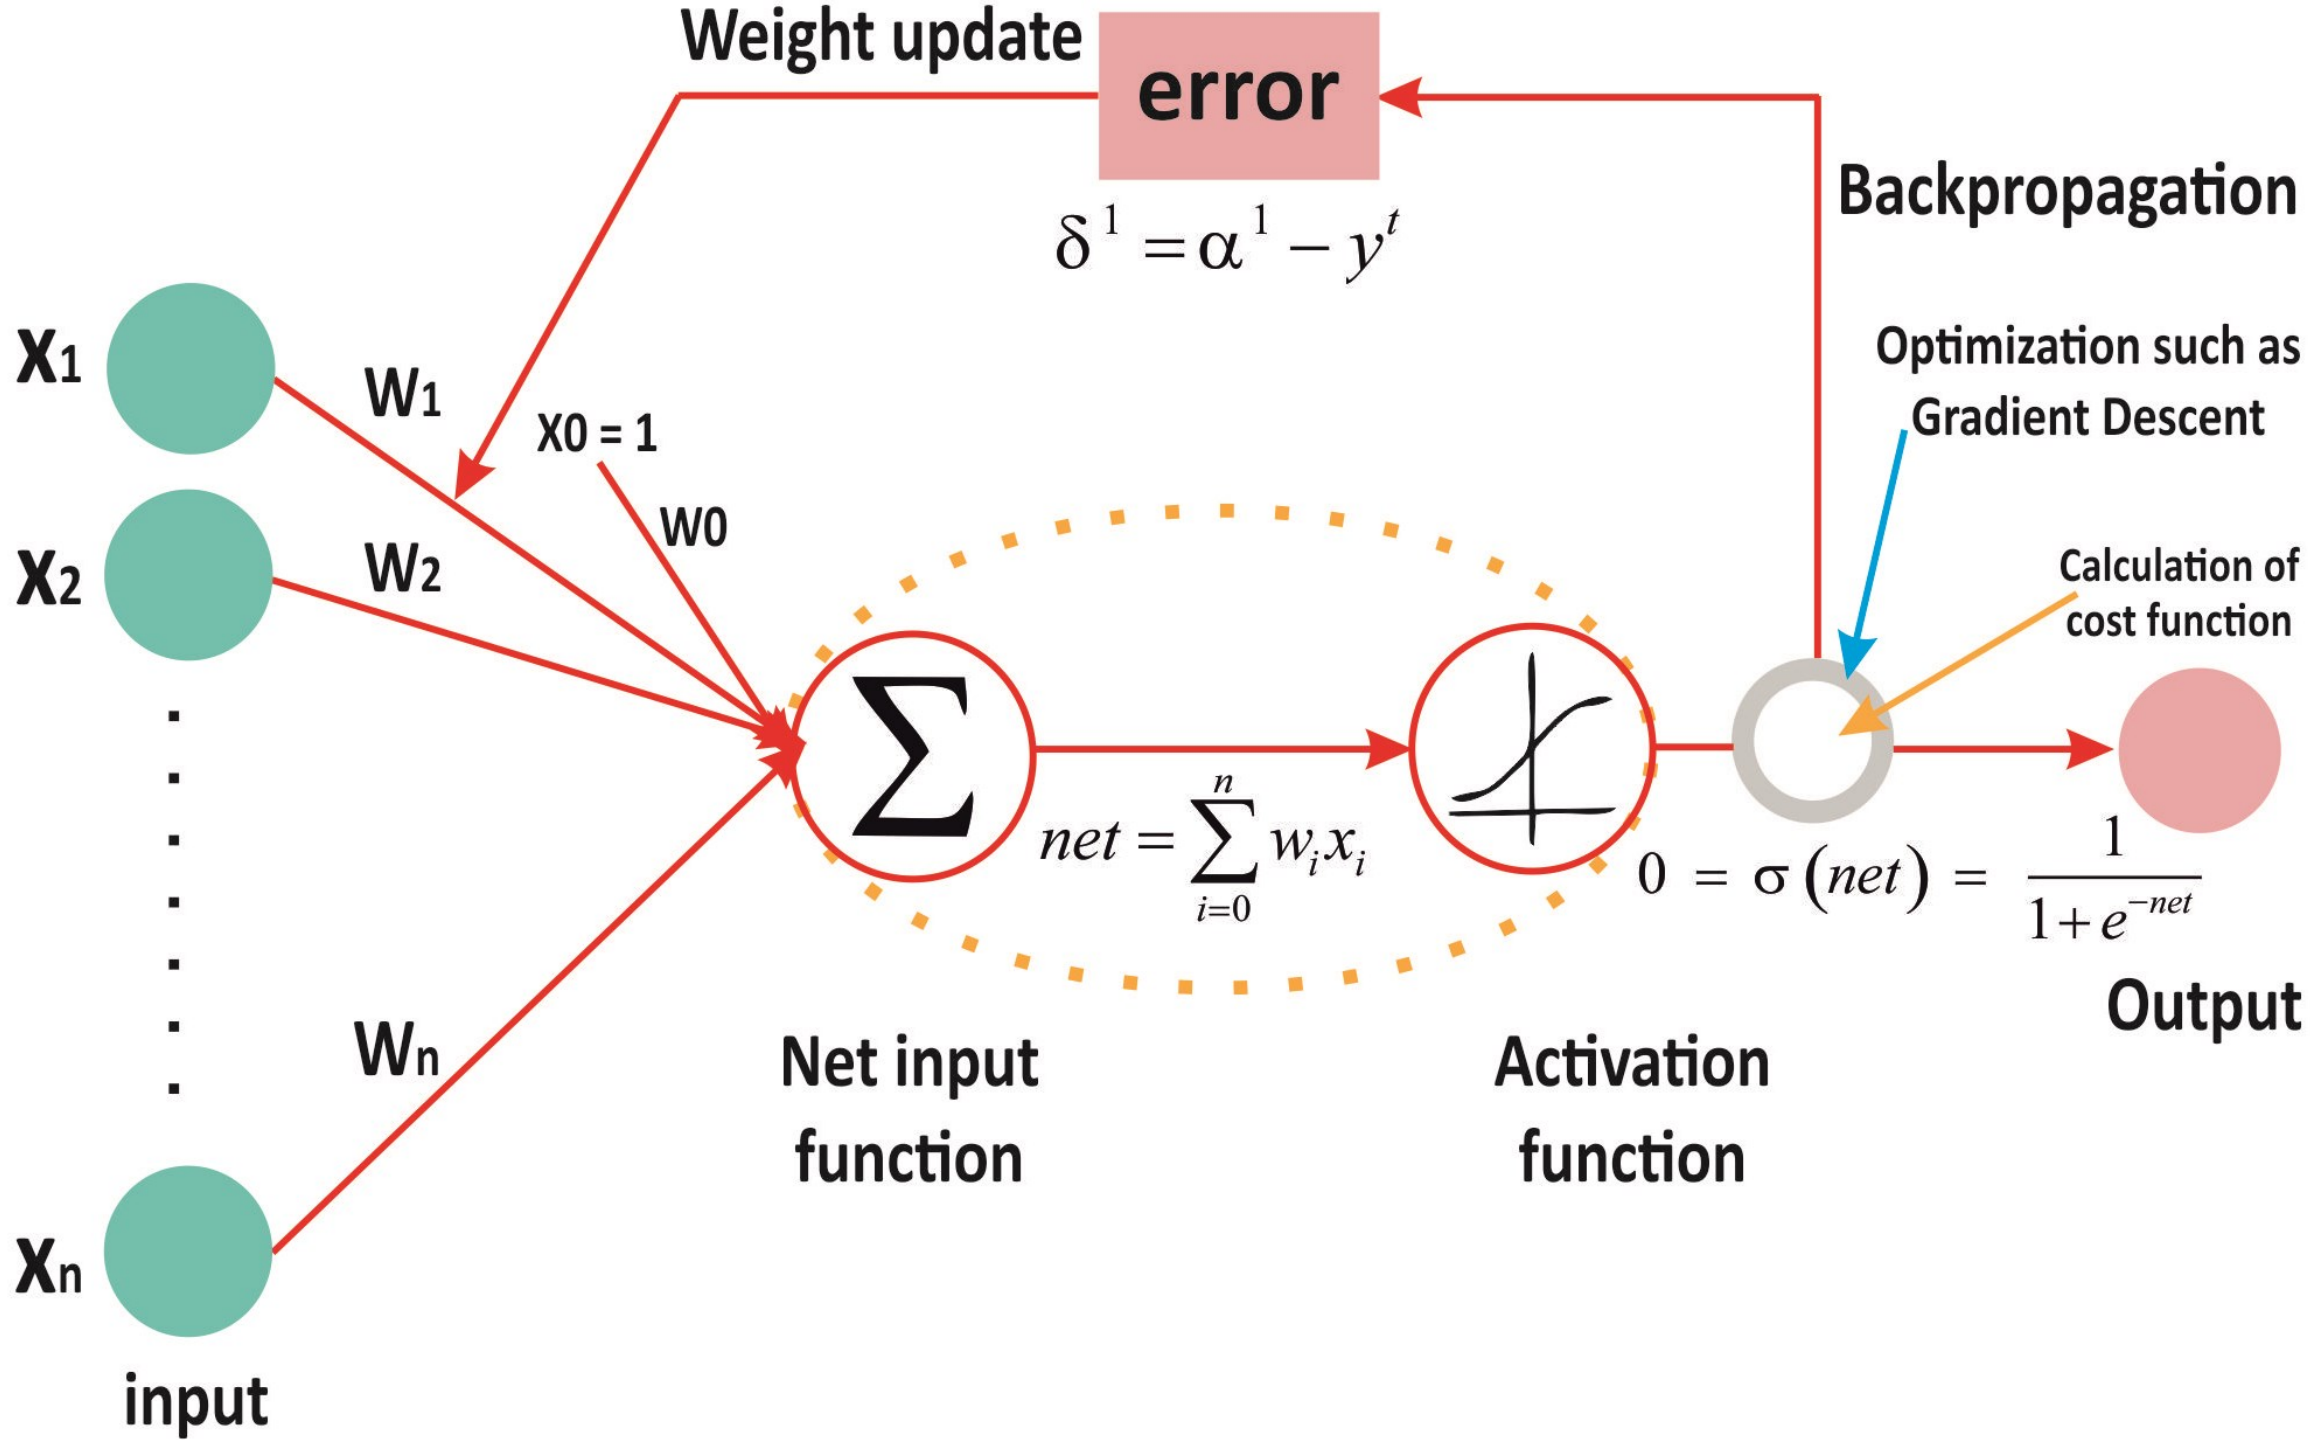 Weight update
error
δ¹ = α¹ − yᵗ
Backpropagation
Optimization such as
Gradient Descent
Calculation of
cost function
X1
W1
X0 = 1
W0
X2
W2
Σ
net = ∑ⁿᵢ₌₀ wᵢxᵢ
0 = σ(net) = 1 / (1 + e^−net)
Output
Wn
Net input
function
Activation
function
Xn
input